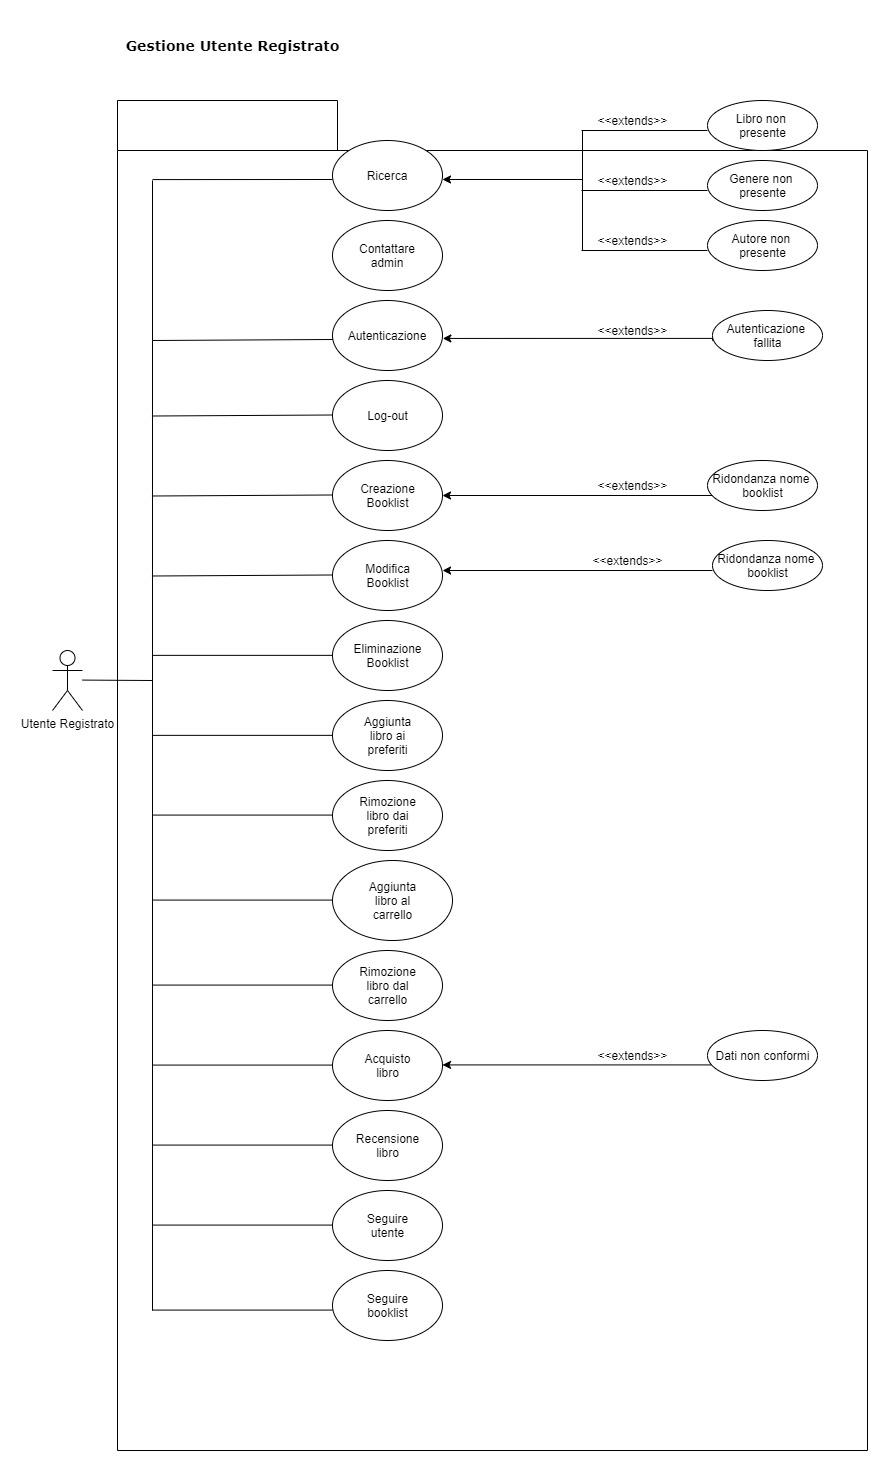 Gestione Utente Registrato
<<extends>>
Libro non
presente
Ricerca
<<extends>>
Genere non
presente
<<extends>>
Autore non
presente
Contattare
admin
Autenticazione
<<extends>>
Autenticazione
fallita
Log-out
Creazione
Booklist
<<extends>>
Ridondanza nome
booklist
Modifica
Booklist
<<extends>>
Ridondanza nome
booklist
Eliminazione
Booklist
Utente Registrato
Aggiunta
libro ai
preferiti
Rimozione
libro dai
preferiti
Aggiunta
libro al
carrello
Rimozione
libro dal
carrello
Acquisto
libro
<<extends>>
Dati non conformi
Recensione
libro
Seguire
utente
Seguire
booklist